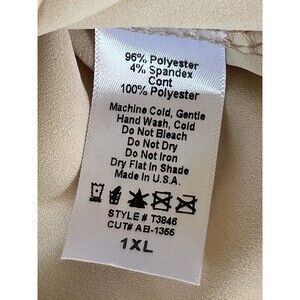 96% Polyester
4% Spandex
Cont
100% Polyester
Machine Cold, Gentle
Hand Wash, Cold
Do Not Bleach
Do Not Dry
Do Not Iron
Dry Flat in Shade
Made in U.S.A.
STYLE # T3846
CUT# AB-1355
1XL